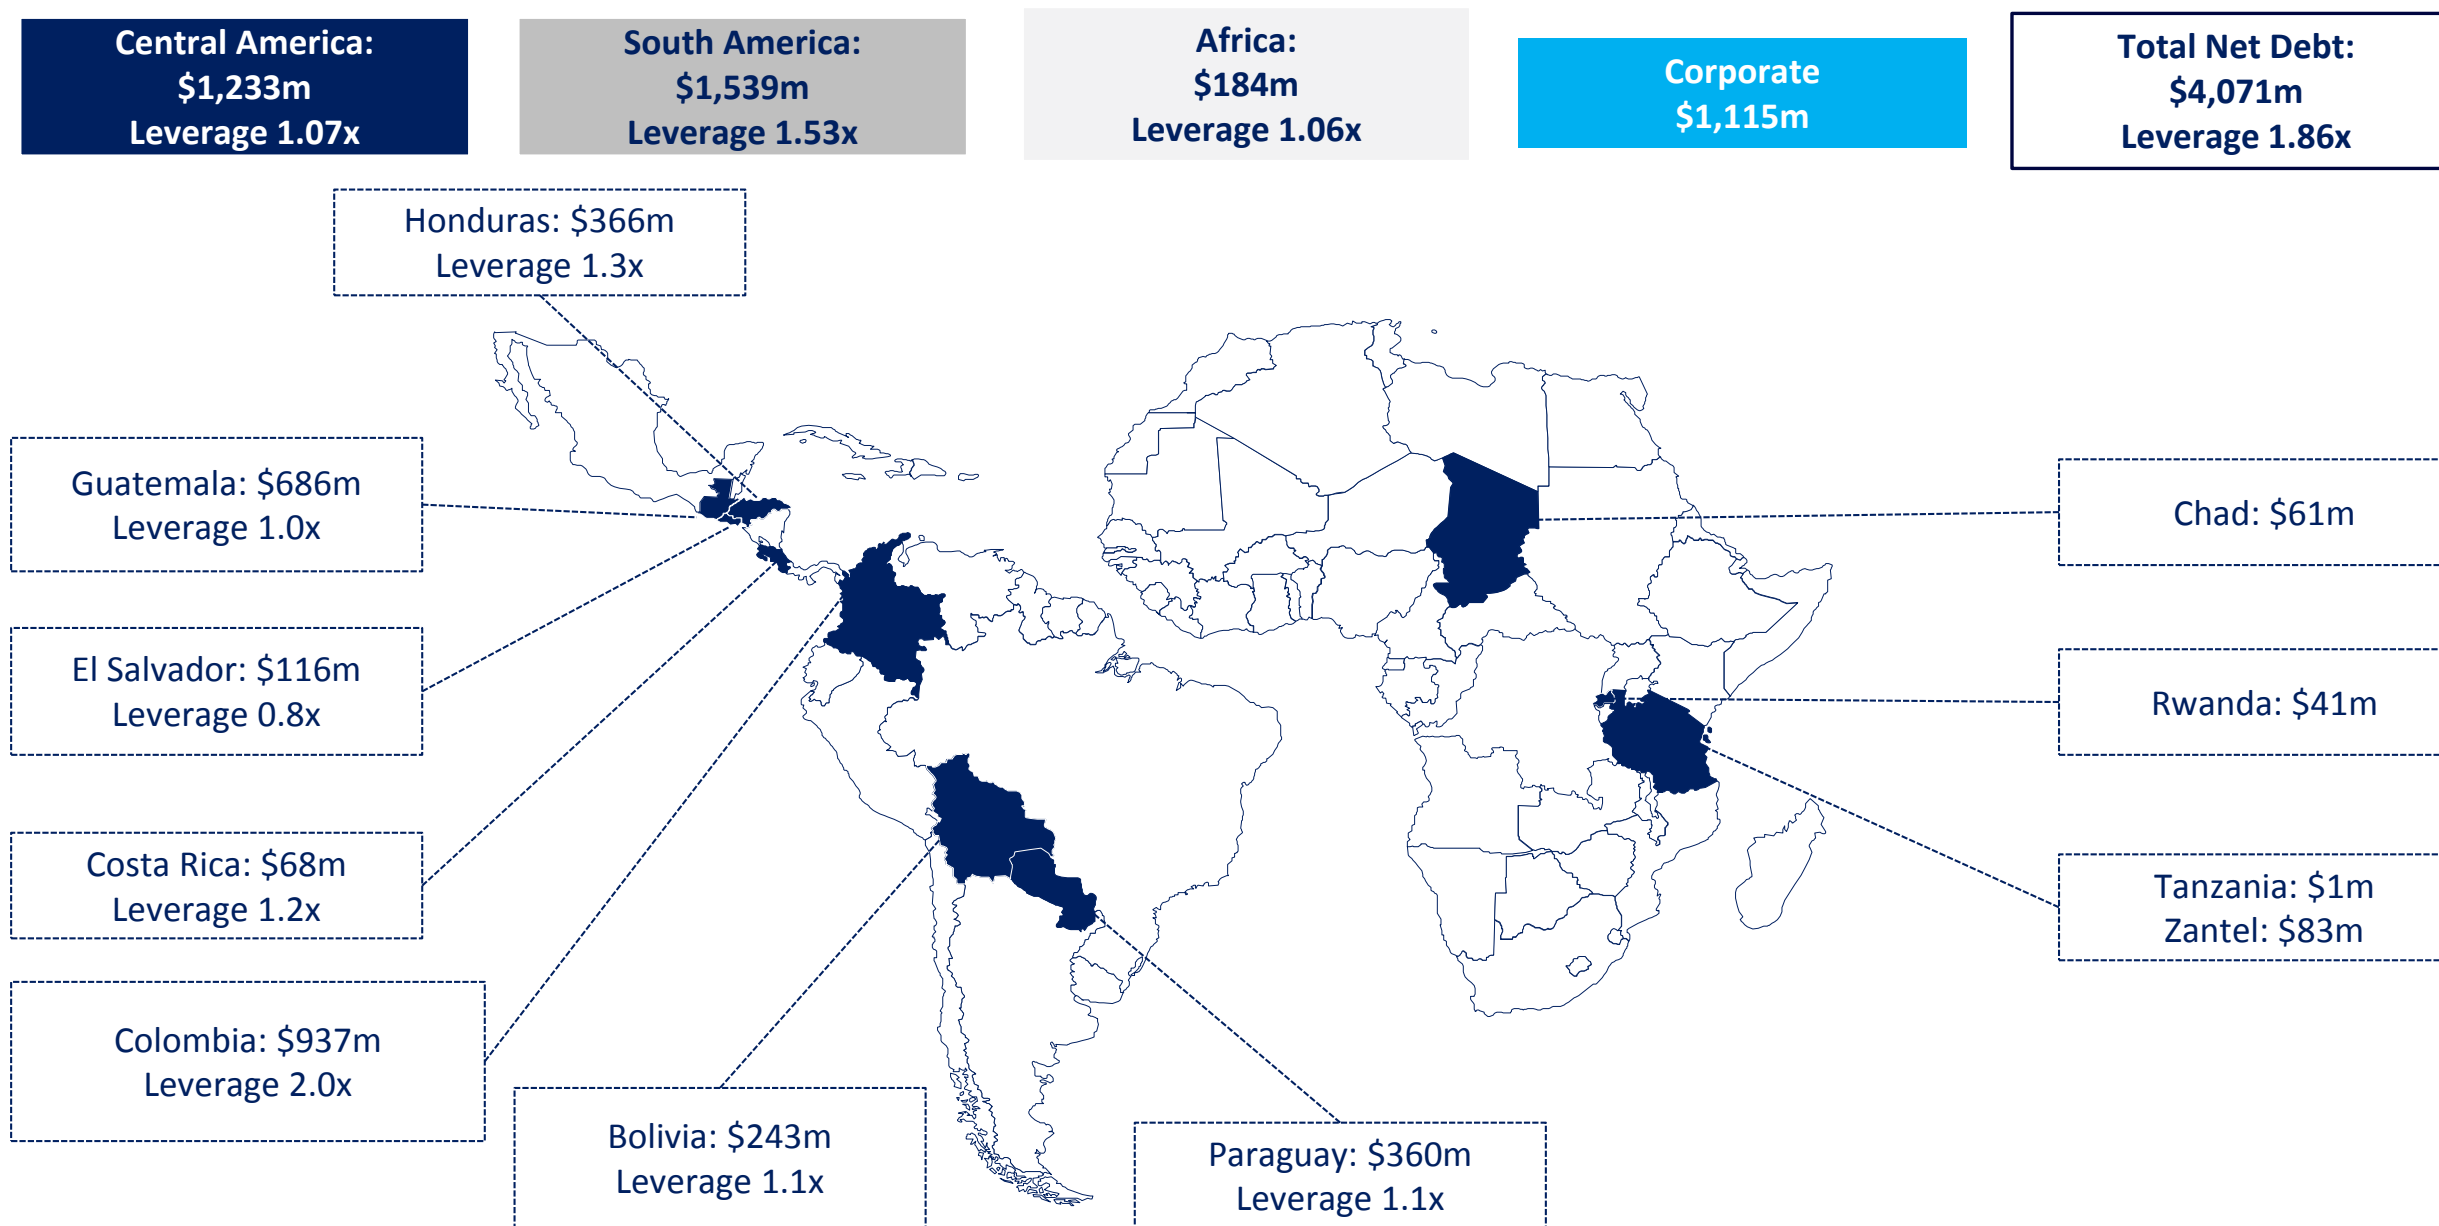 Central America:
$1,233m
Leverage 1.07x
South America:
$1,539m
Leverage 1.53x
Africa:
$184m
Leverage 1.06x
Corporate
$1,115m
Total Net Debt:
$4,071m
Leverage 1.86x
Honduras: $366m
Leverage 1.3x
Guatemala: $686m
Leverage 1.0x
Chad: $61m
El Salvador: $116m
Leverage 0.8x
Rwanda: $41m
Costa Rica: $68m
Leverage 1.2x
Tanzania: $1m
Zantel: $83m
Colombia: $937m
Leverage 2.0x
Bolivia: $243m
Leverage 1.1x
Paraguay: $360m
Leverage 1.1x